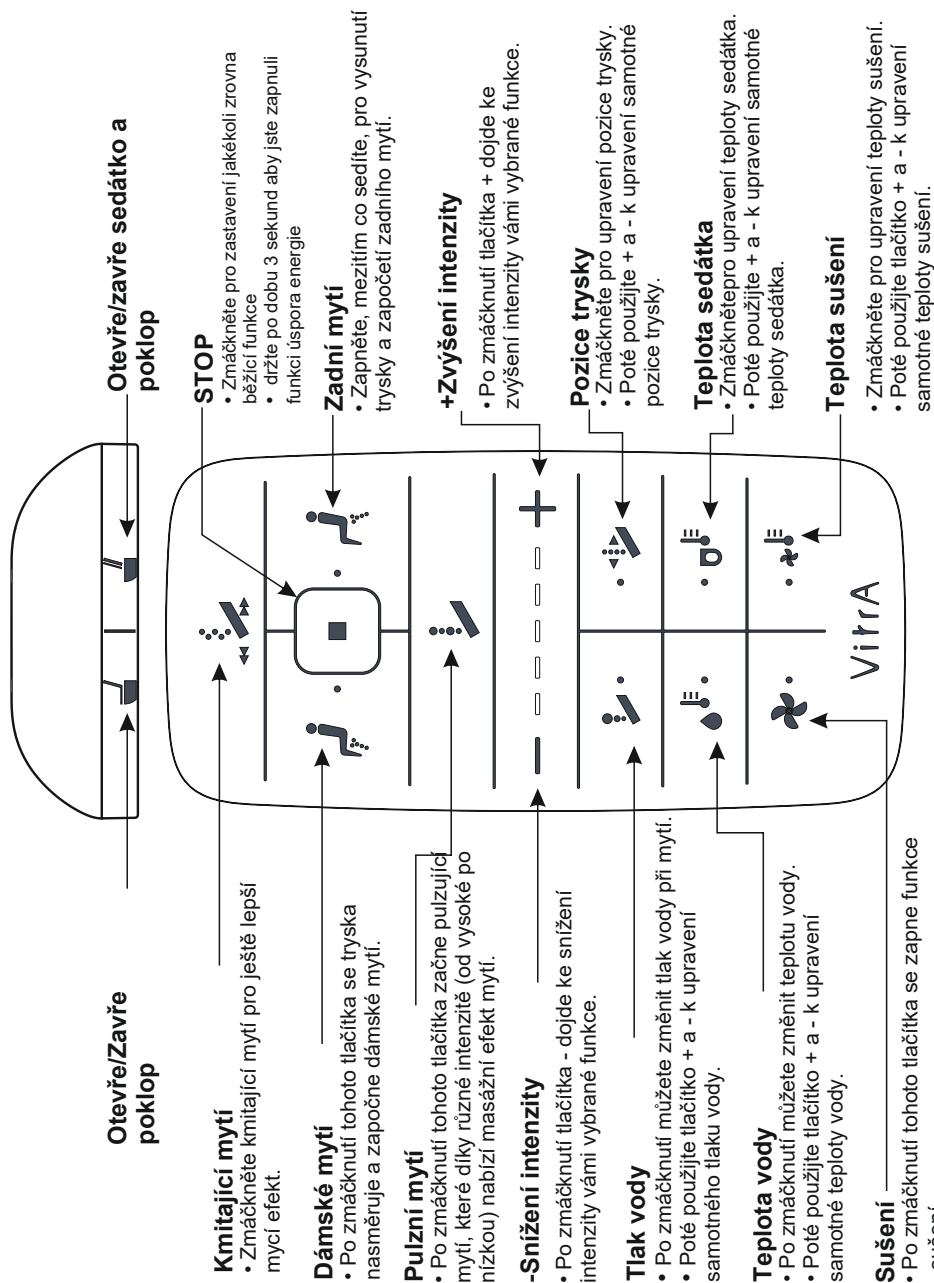 Otevře/Zavře
poklop
Kmitající mytí
• Zmáčkněte kmitající mytí pro ještě lepší
mycí efekt.
Dámské mytí
• Po zmáčknutí tohoto tlačítka se tryska
nasměruje a započne dámské mytí.
Pulzní mytí
• Po zmáčknutí tohoto tlačítka začne pulzující
mytí, které díky různé intenzitě (od vysoké po
nízkou) nabízí masážní efekt mytí.
-Snížení intenzity
• Po zmáčknutí tlačítka - dojde ke snížení
intenzity vámi vybrané funkce.
Tlak vody
• Po zmáčknutí můžete změnit tlak vody při mytí.
• Poté použijte tlačítko + a - k upravení
samotného tlaku vody.
Teplota vody
• Po zmáčknutí můžete změnit teplotu vody.
• Poté použijte tlačítko + a - k upravení
samotné teploty vody.
Sušení
• Po zmáčknutí tohoto tlačítka se zapne funkce
sušení
VitrA
Otevře/zavře sedátko a
poklop
STOP
• Zmáčkněte pro zastavení jakékoli zrovna
běžící funkce
• držte po dobu 3 sekund aby jste zapnuli
funkci úspora energie
Zadní mytí
• Zapněte, mezitím co sedíte, pro vysunutí
trysky a započetí zadního mytí.
+Zvýšení intenzity
• Po zmáčknutí tlačítka + dojde ke
zvýšení intenzity vámi vybrané funkce.
Pozice trysky
• Zmáčkněte pro upravení pozice trysky.
• Poté použijte + a - k upravení samotné
pozice trysky.
Teplota sedátka
• Zmáčknětepro upravení teploty sedátka.
• Poté použijte + a - k upravení samotné
teploty sedátka.
Teplota sušení
• Zmáčkněte pro upravení teploty sušení.
• Poté použijte tlačítko + a - k upravení
samotné teploty sušení.